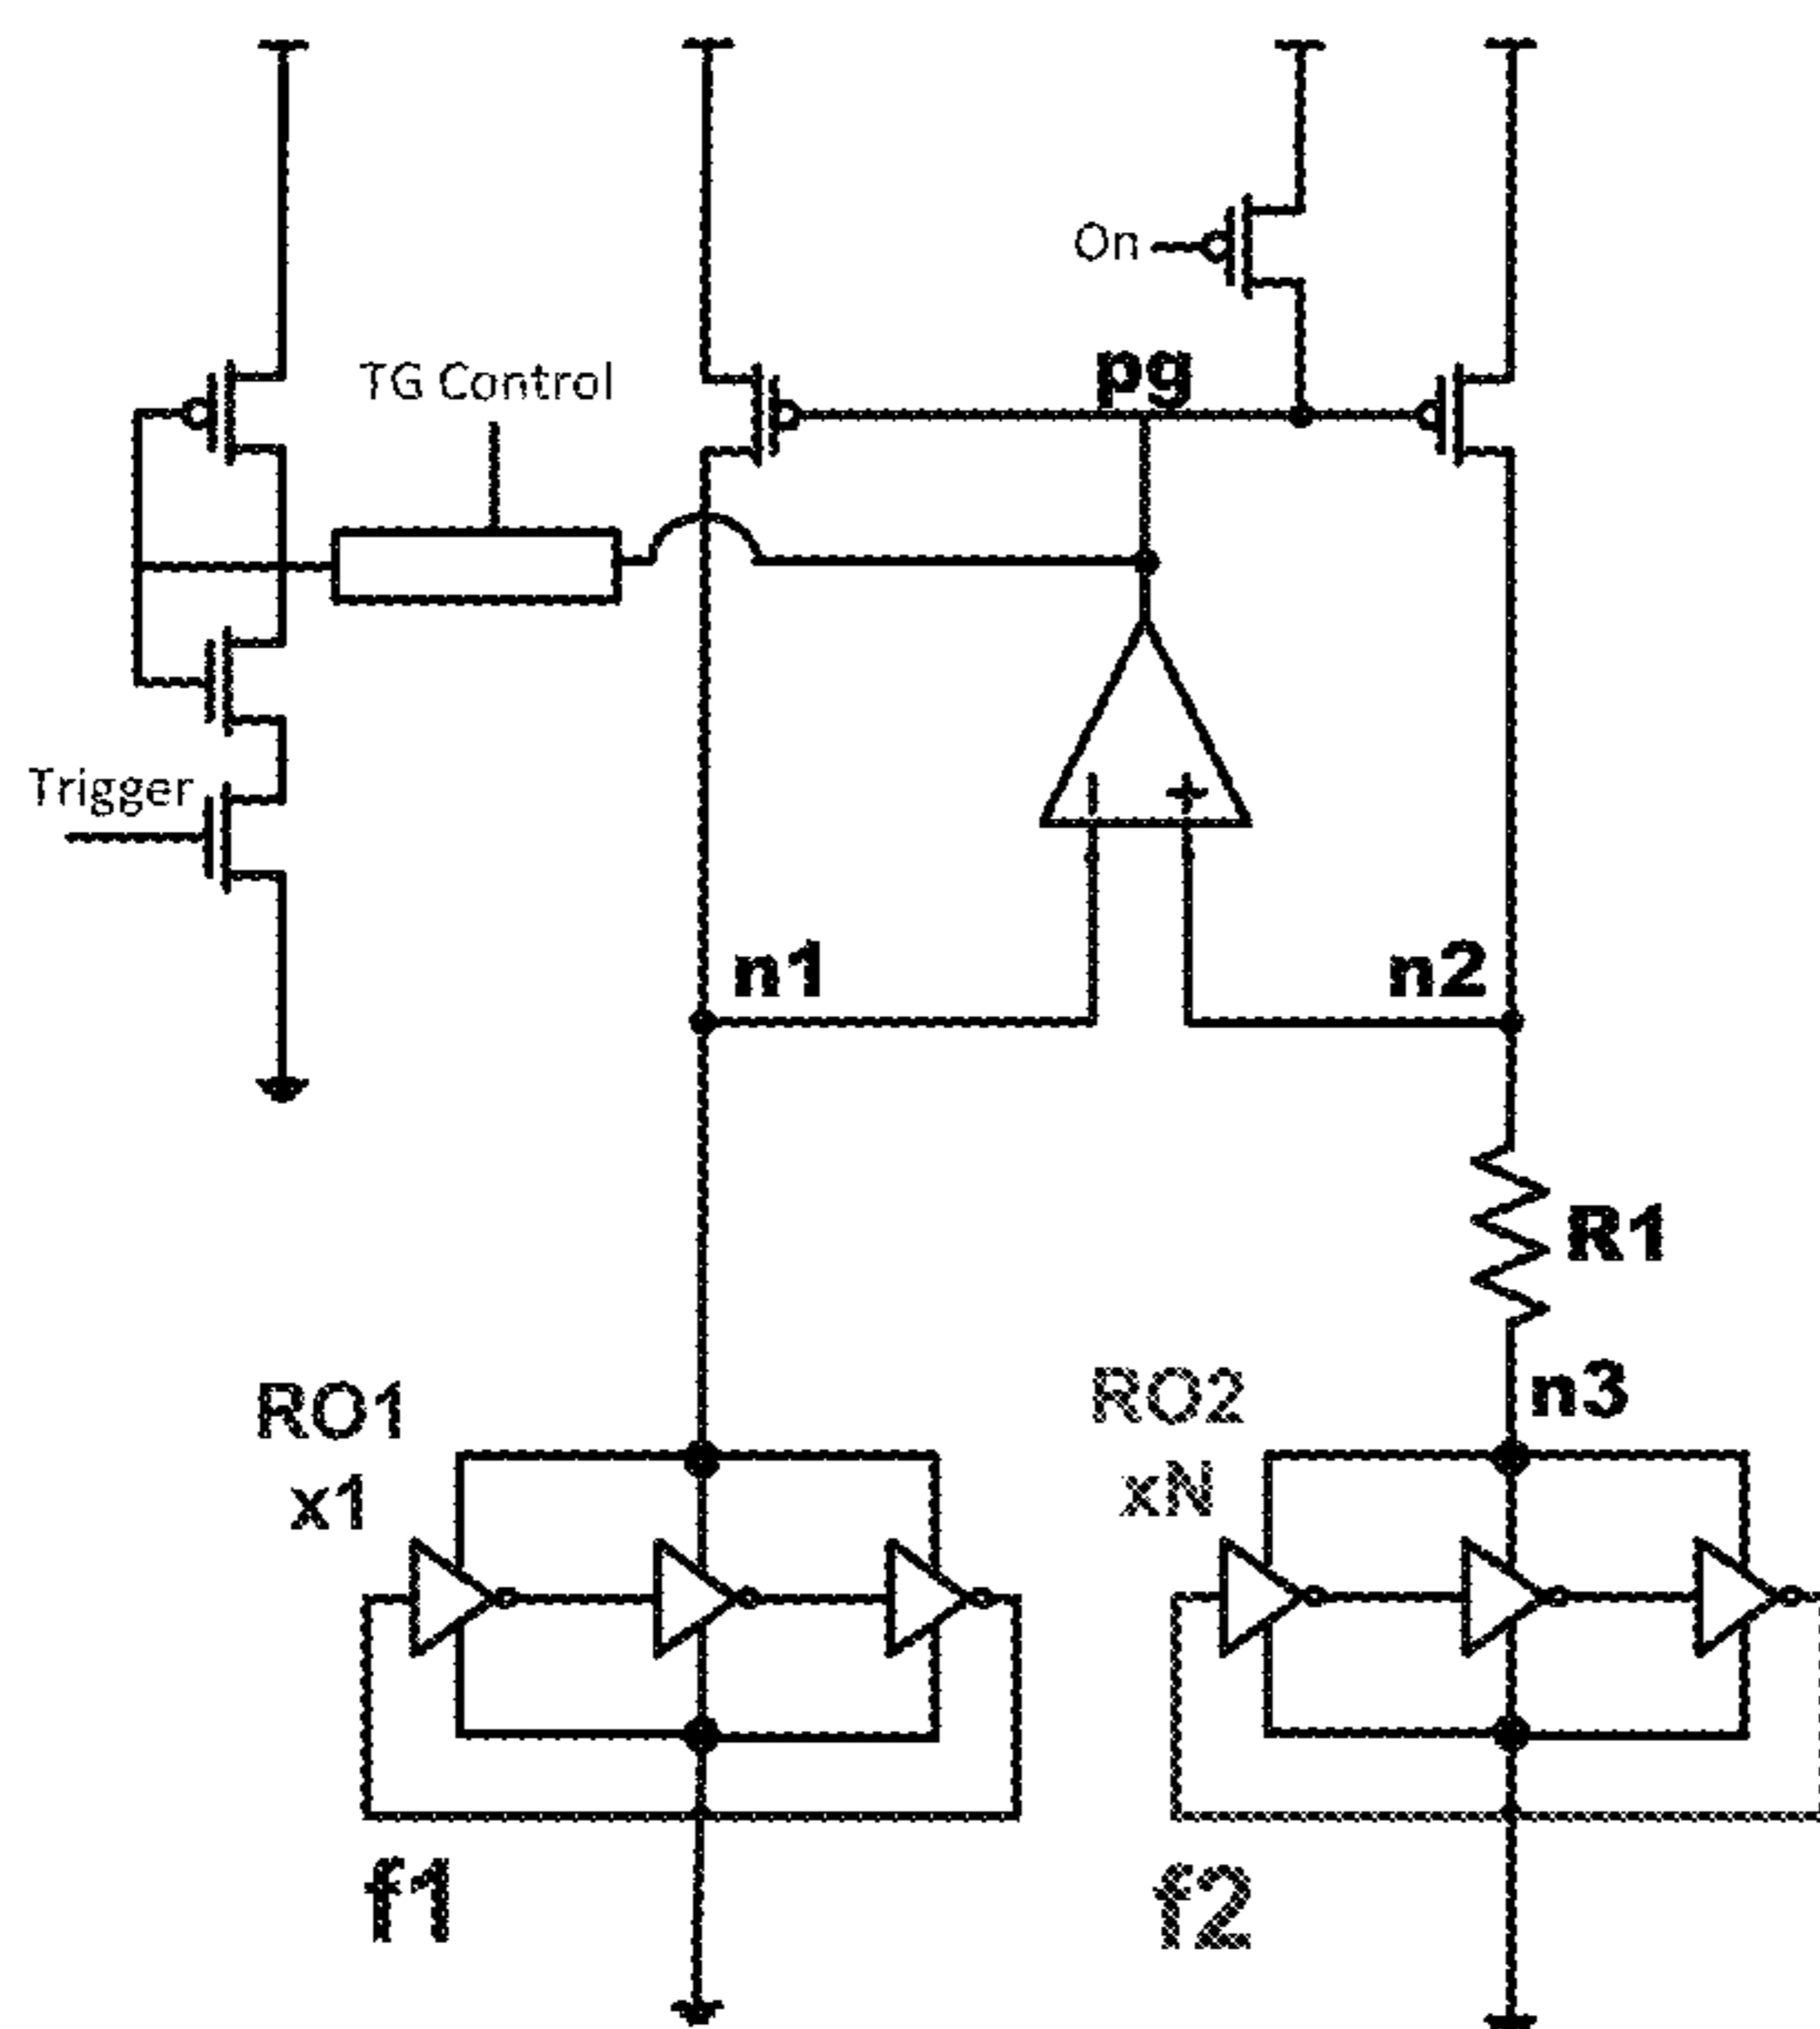 On
TG Control
pg
Trigger
- +
n1
n2
R1
RO1
x1
RO2
xN
n3
f1
f2